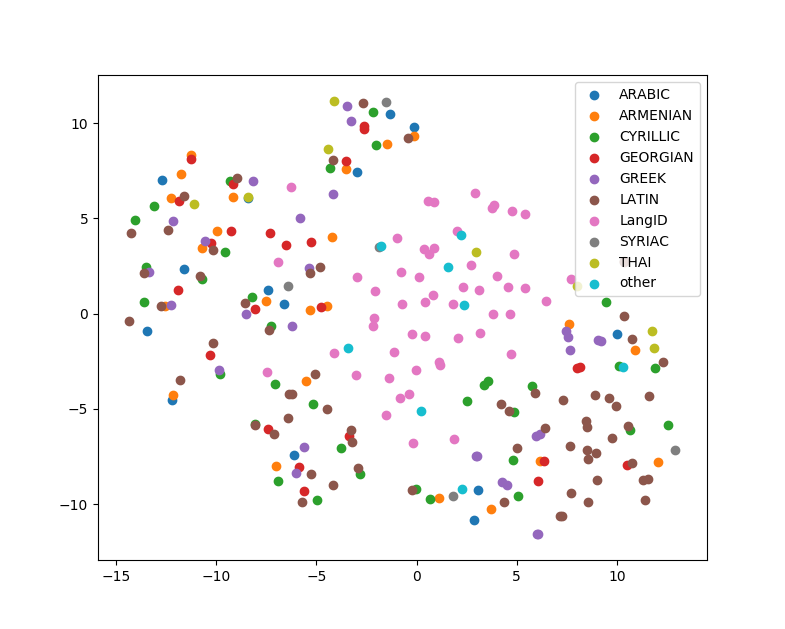 ARABIC
ARMENIAN
CYRILLIC
GEORGIAN
GREEK
LATIN
LangID
SYRIAC
THAI
other
10
5
0
−5
−10
−15
−10
−5
0
5
10